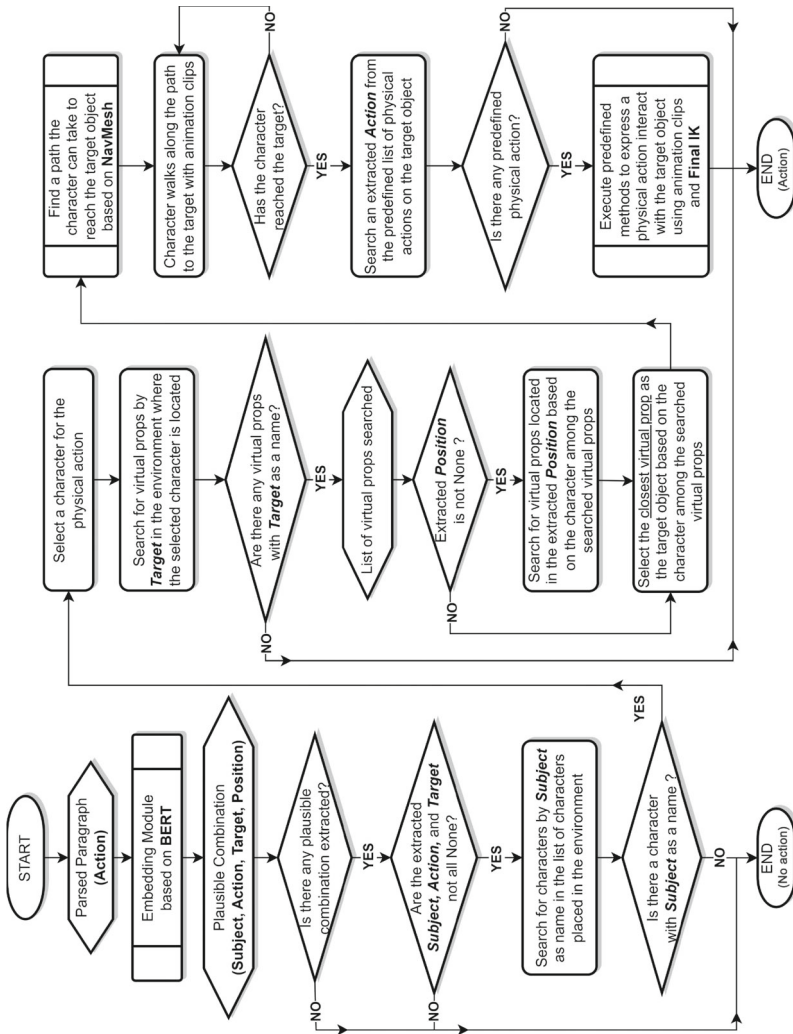 START
Parsed Paragraph
(Action)
Embedding Module
based on BERT
Plausible Combination
(Subject, Action, Target, Position)
Is there any plausible
combination extracted?
NO
YES
Are the extracted
Subject, Action, and Target
not all None?
NO
YES
Search for characters by Subject
as name in the list of characters
placed in the environment
Is there a character
with Subject as a name ?
YES
NO
END
(No action)
Select a character for the
physical action
Search for virtual props by
Target in the environment where
the selected character is located
Are there any virtual props
with Target as a name?
NO
YES
List of virtual props searched
Extracted Position
is not None ?
NO
YES
Search for virtual props located
in the extracted Position based
on the character among the
searched virtual props
Select the closest virtual prop as
the target object based on the
character among the searched
virtual props
Find a path the
character can take to
reach the target object
based on NavMesh
Character walks along the path
to the target with animation clips
Has the character
reached the target?
NO
YES
Search an extracted Action from
the predefined list of physical
actions on the target object
Is there any predefined
physical action?
NO
YES
Execute predefined
methods to express a
physical action interact
with the target object
using animation clips
and Final IK
END
(Action)